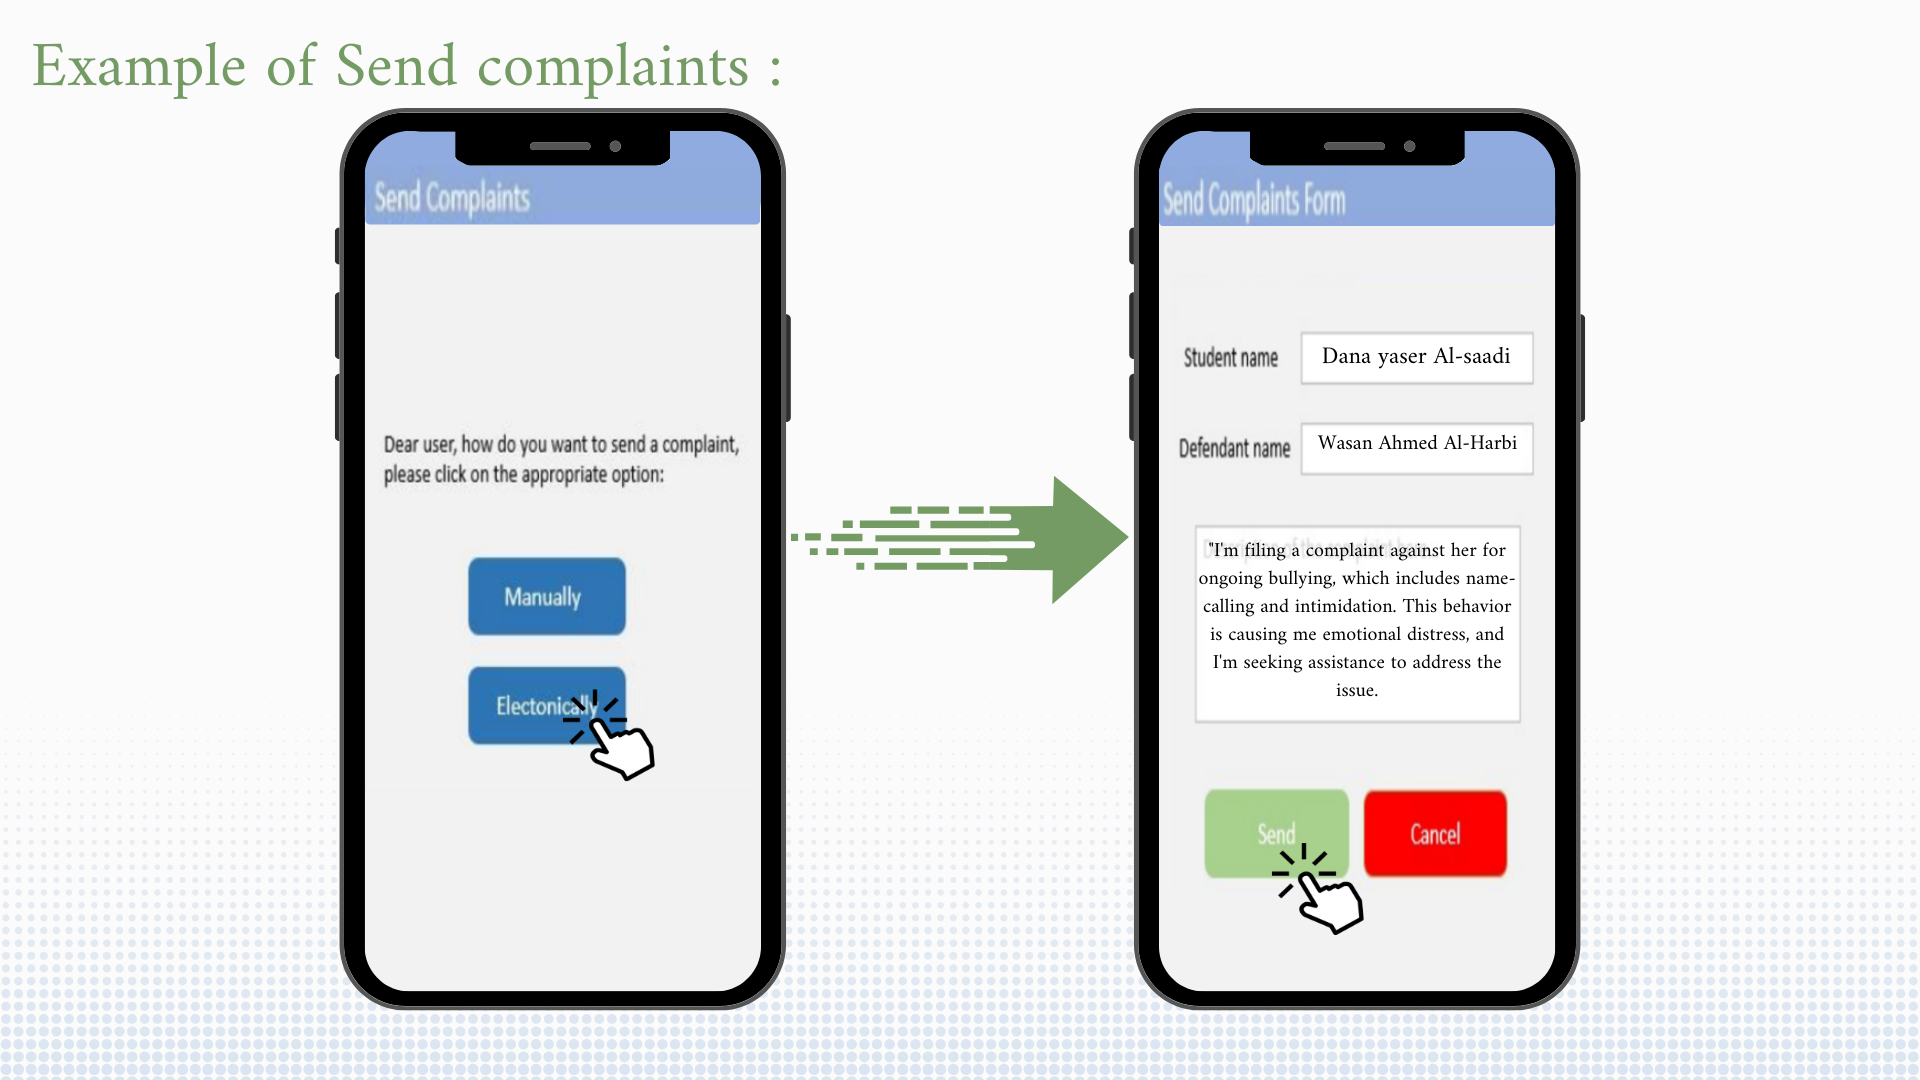 Example of Send complaints :
Send Complaints
Dear user, how do you want to send a complaint,
please click on the appropriate option:
Manually
Electonically
Send Complaints Form
Student name
Dana yaser Al-saadi
Defendant name
Wasan Ahmed Al-Harbi
"I'm filing a complaint against her for
ongoing bullying, which includes name-
calling and intimidation. This behavior
is causing me emotional distress, and
I'm seeking assistance to address the
issue.
Send
Cancel